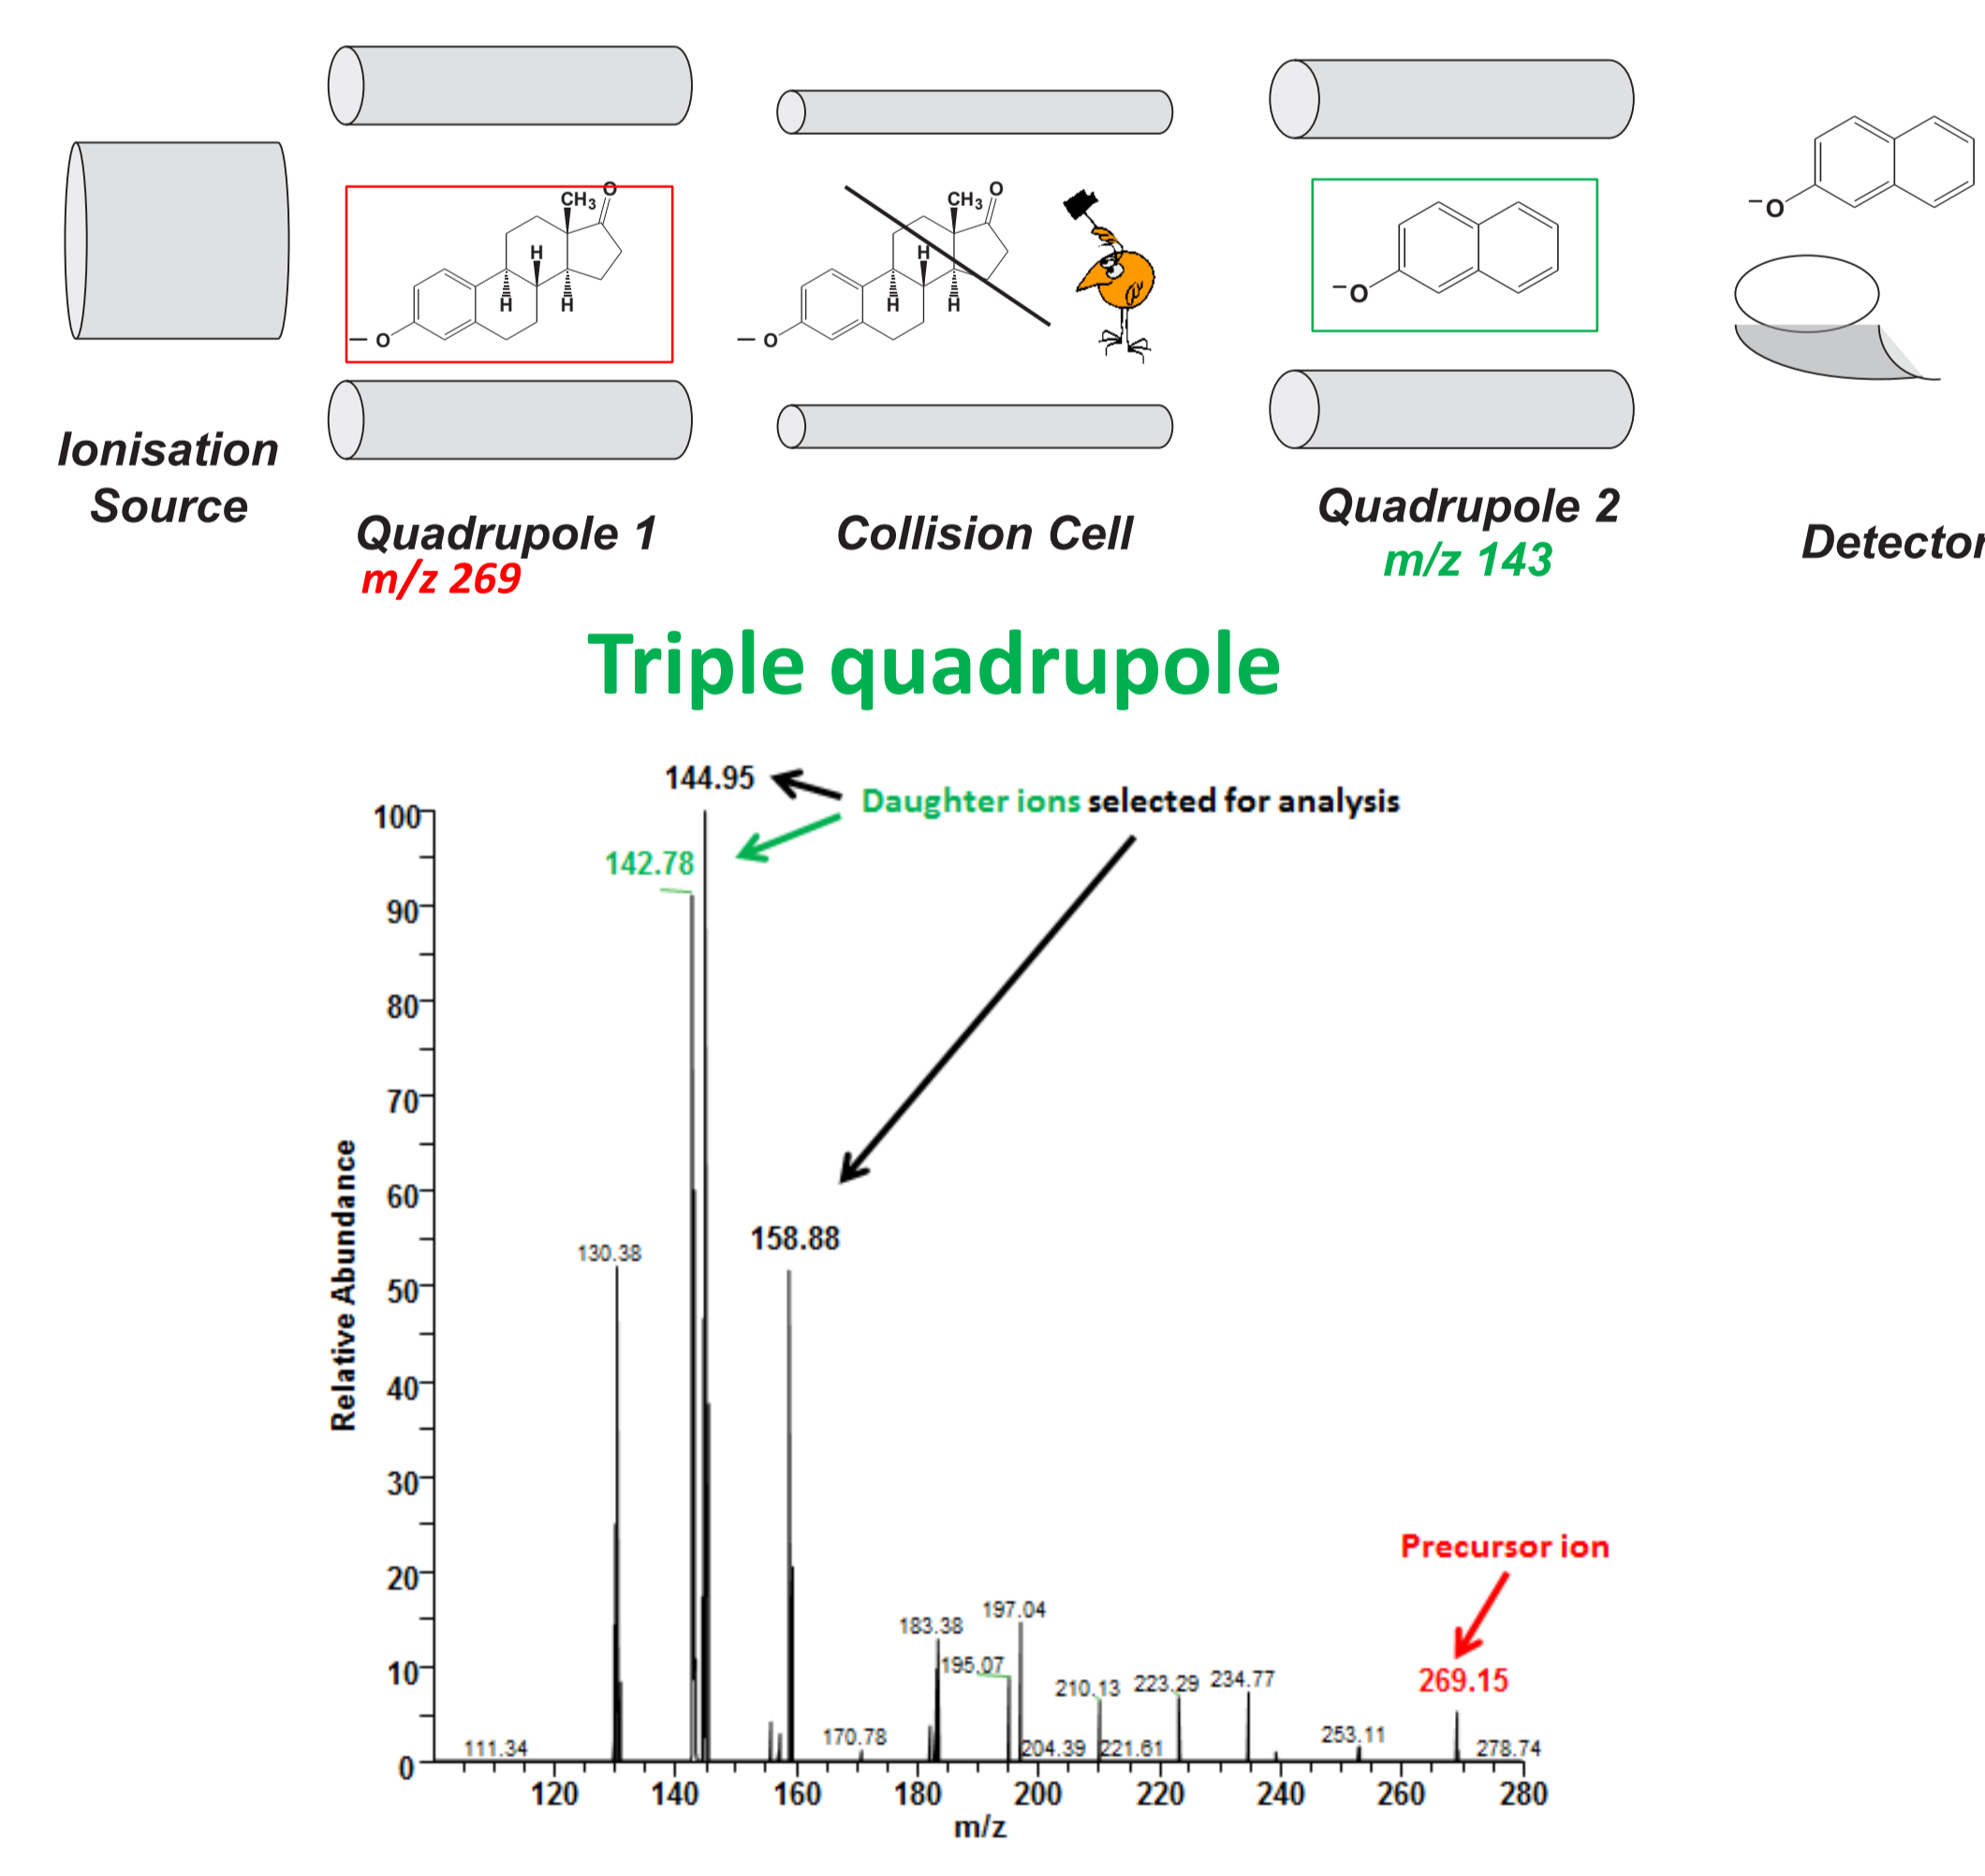 CH3
O
H
H
H
– O
CH3
O
H
H
H
– O
–O
–O
Ionisation
Source
Quadrupole 1
m/z 269
Collision Cell
Quadrupole 2
m/z 143
Detector
Triple quadrupole
144.95
Daughter ions selected for analysis
142.78
158.88
130.38
Precursor ion
269.15
197.04
183.38
195.07
210.13
223.29
234.77
170.78
204.39
221.61
253.11
278.74
111.34
100
90
80
70
60
50
40
30
20
10
0
Relative Abundance
120 140 160 180 200 220 240 260 280
m/z